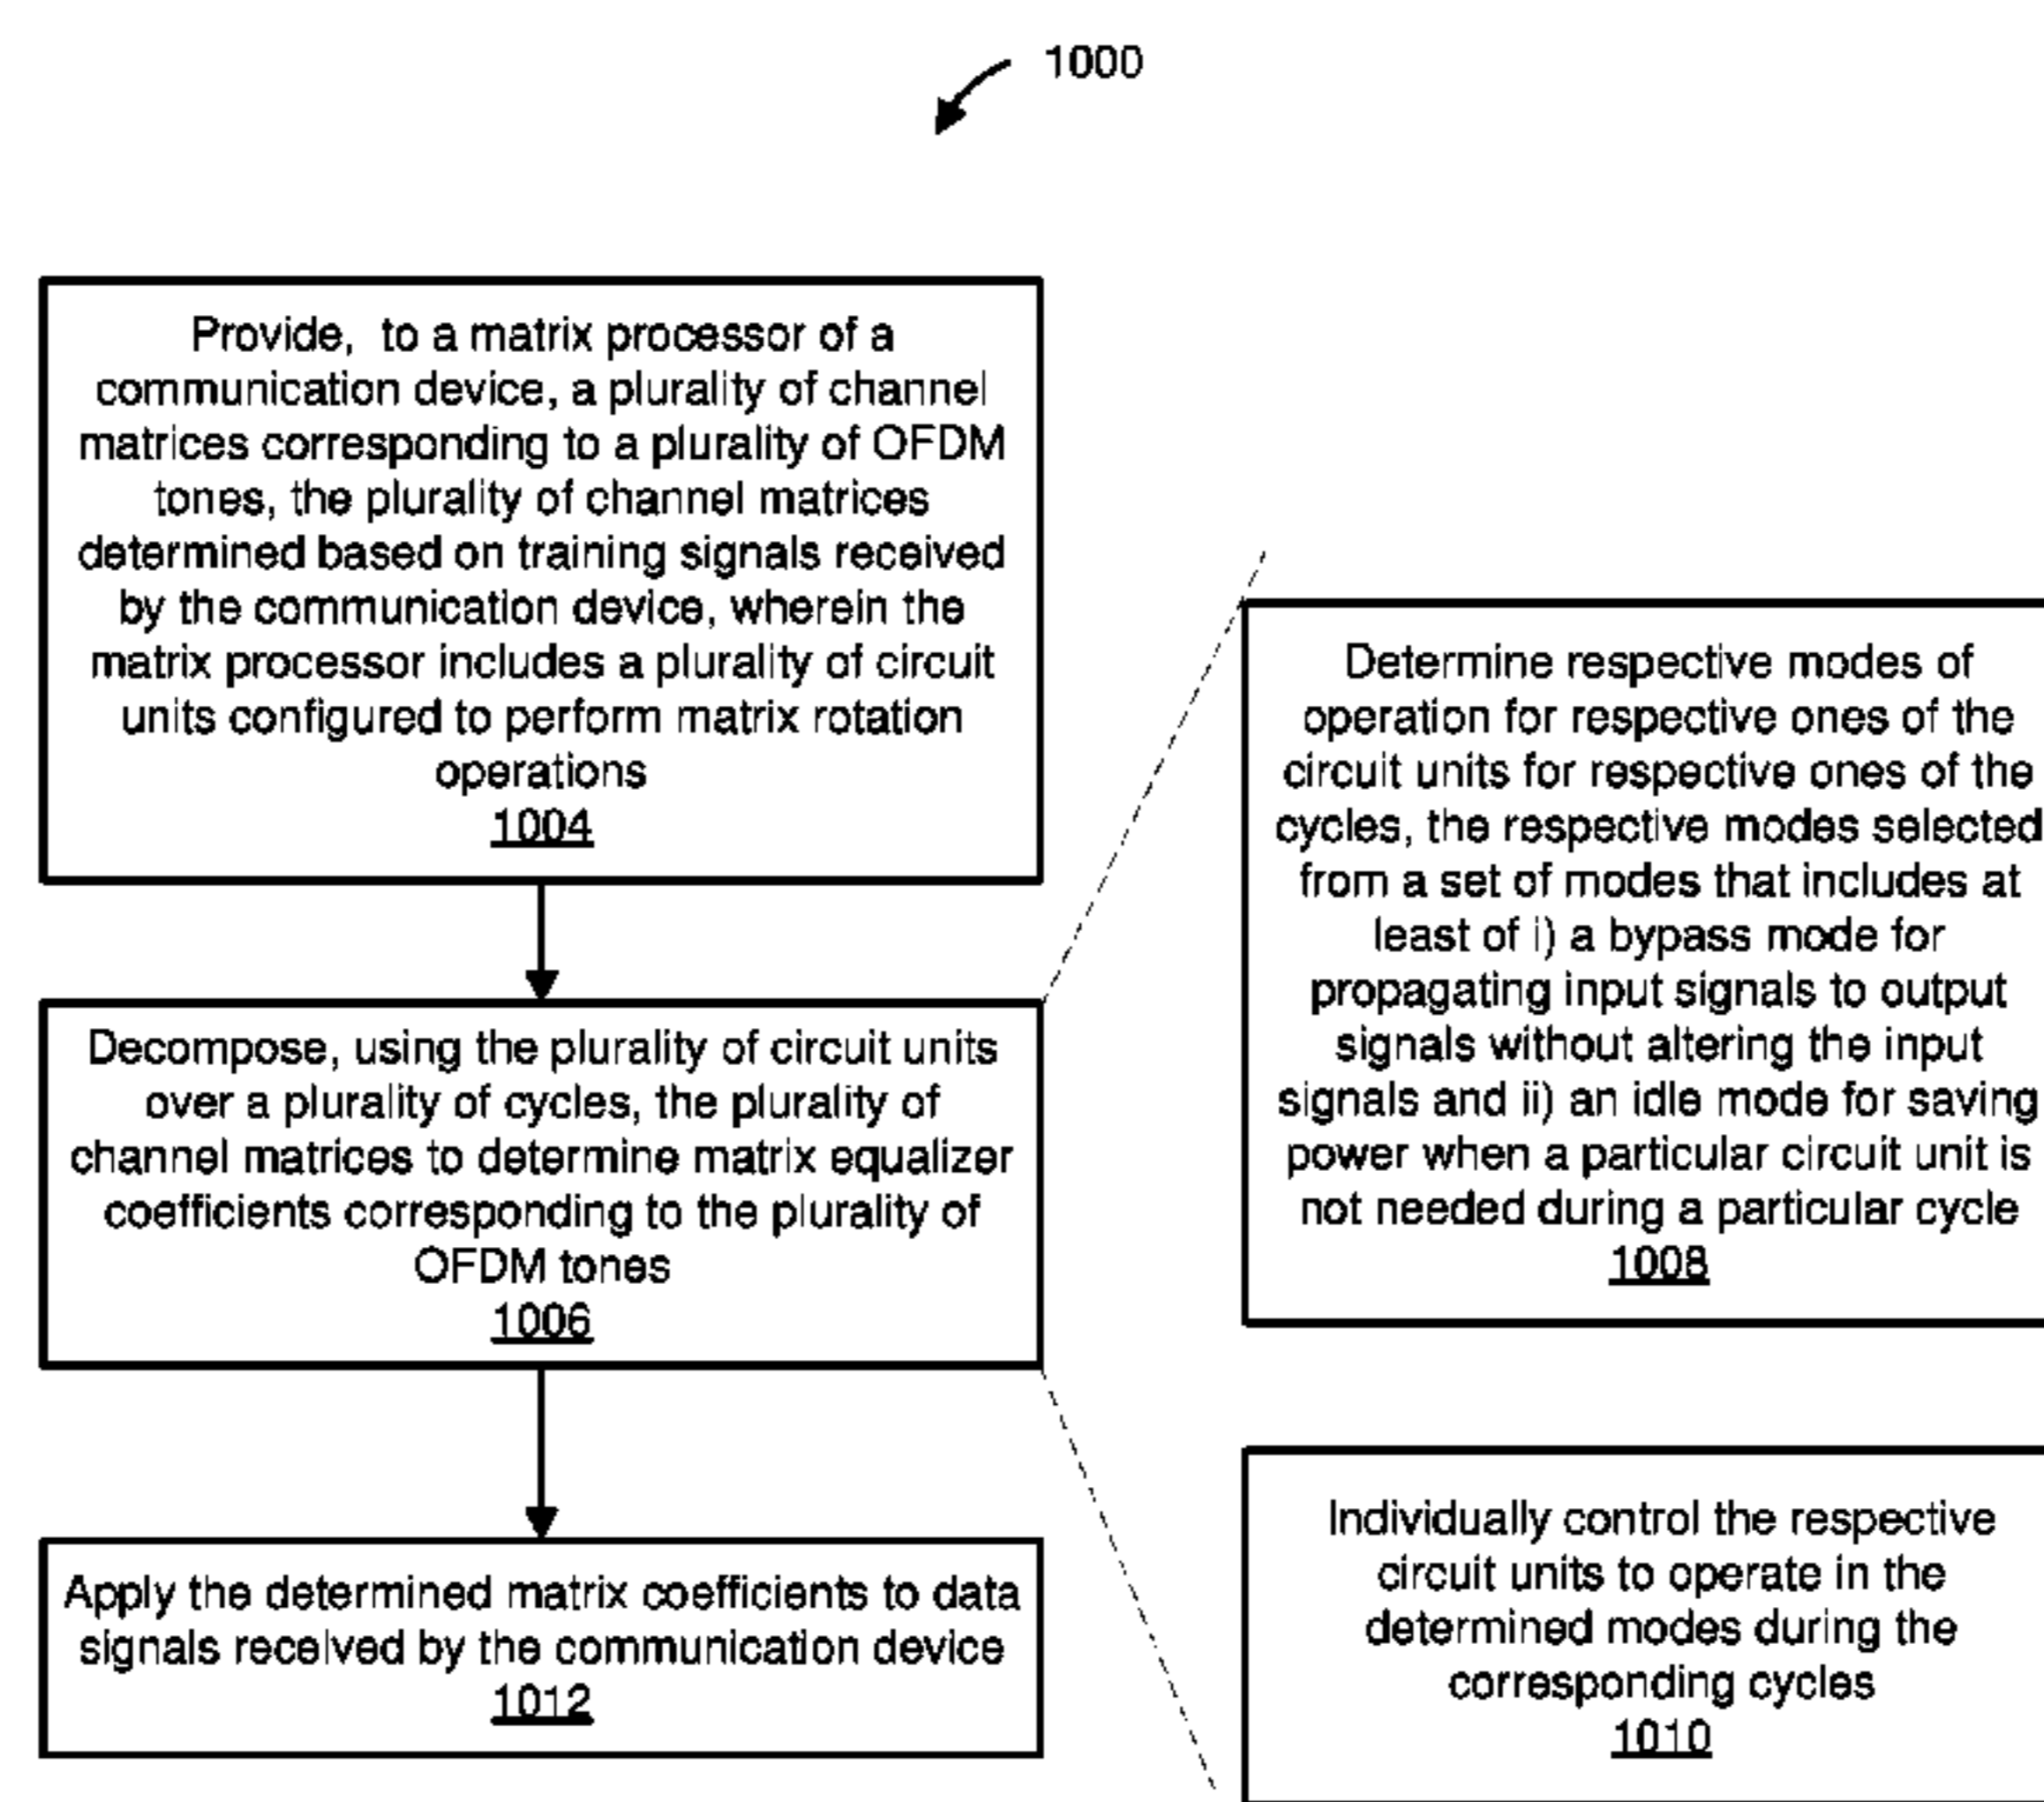 1000
Provide, to a matrix processor of a
communication device, a plurality of channel
matrices corresponding to a plurality of OFDM
tones, the plurality of channel matrices
determined based on training signals received
by the communication device, wherein the
matrix processor includes a plurality of circuit
units configured to perform matrix rotation
operations
1004
Decompose, using the plurality of circuit units
over a plurality of cycles, the plurality of
channel matrices to determine matrix equalizer
coefficients corresponding to the plurality of
OFDM tones
1006
Determine respective modes of
operation for respective ones of the
circuit units for respective ones of the
cycles, the respective modes selected
from a set of modes that includes at
least of i) a bypass mode for
propagating input signals to output
signals without altering the input
signals and ii) an idle mode for saving
power when a particular circuit unit is
not needed during a particular cycle
1008
Individually control the respective
circuit units to operate in the
determined modes during the
corresponding cycles
1010
Apply the determined matrix coefficients to data
signals received by the communication device
1012